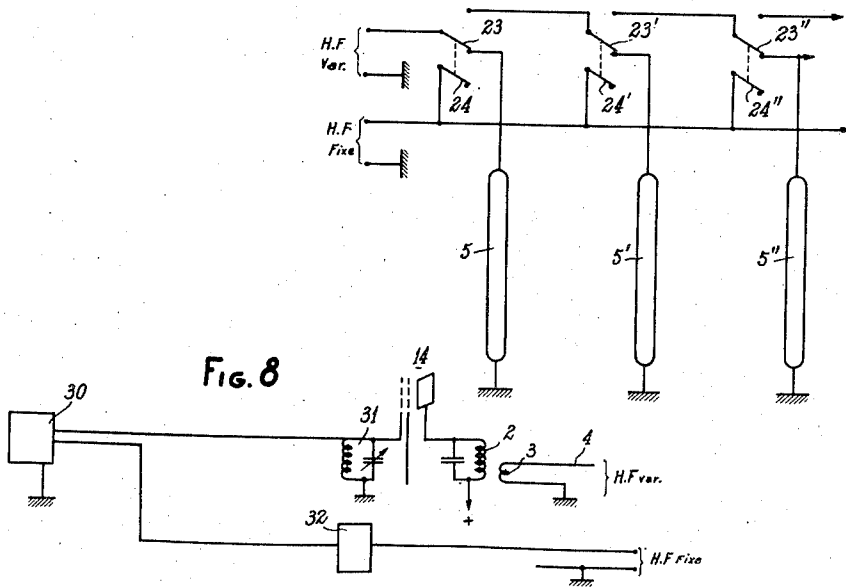 H.F
Var.
23
24
23'
24'
23"
24"
H.F
Fixe
5
5'
5"
Fig. 8
30
31
14
2
3
4
H.F var.
+
32
H.F Fixe